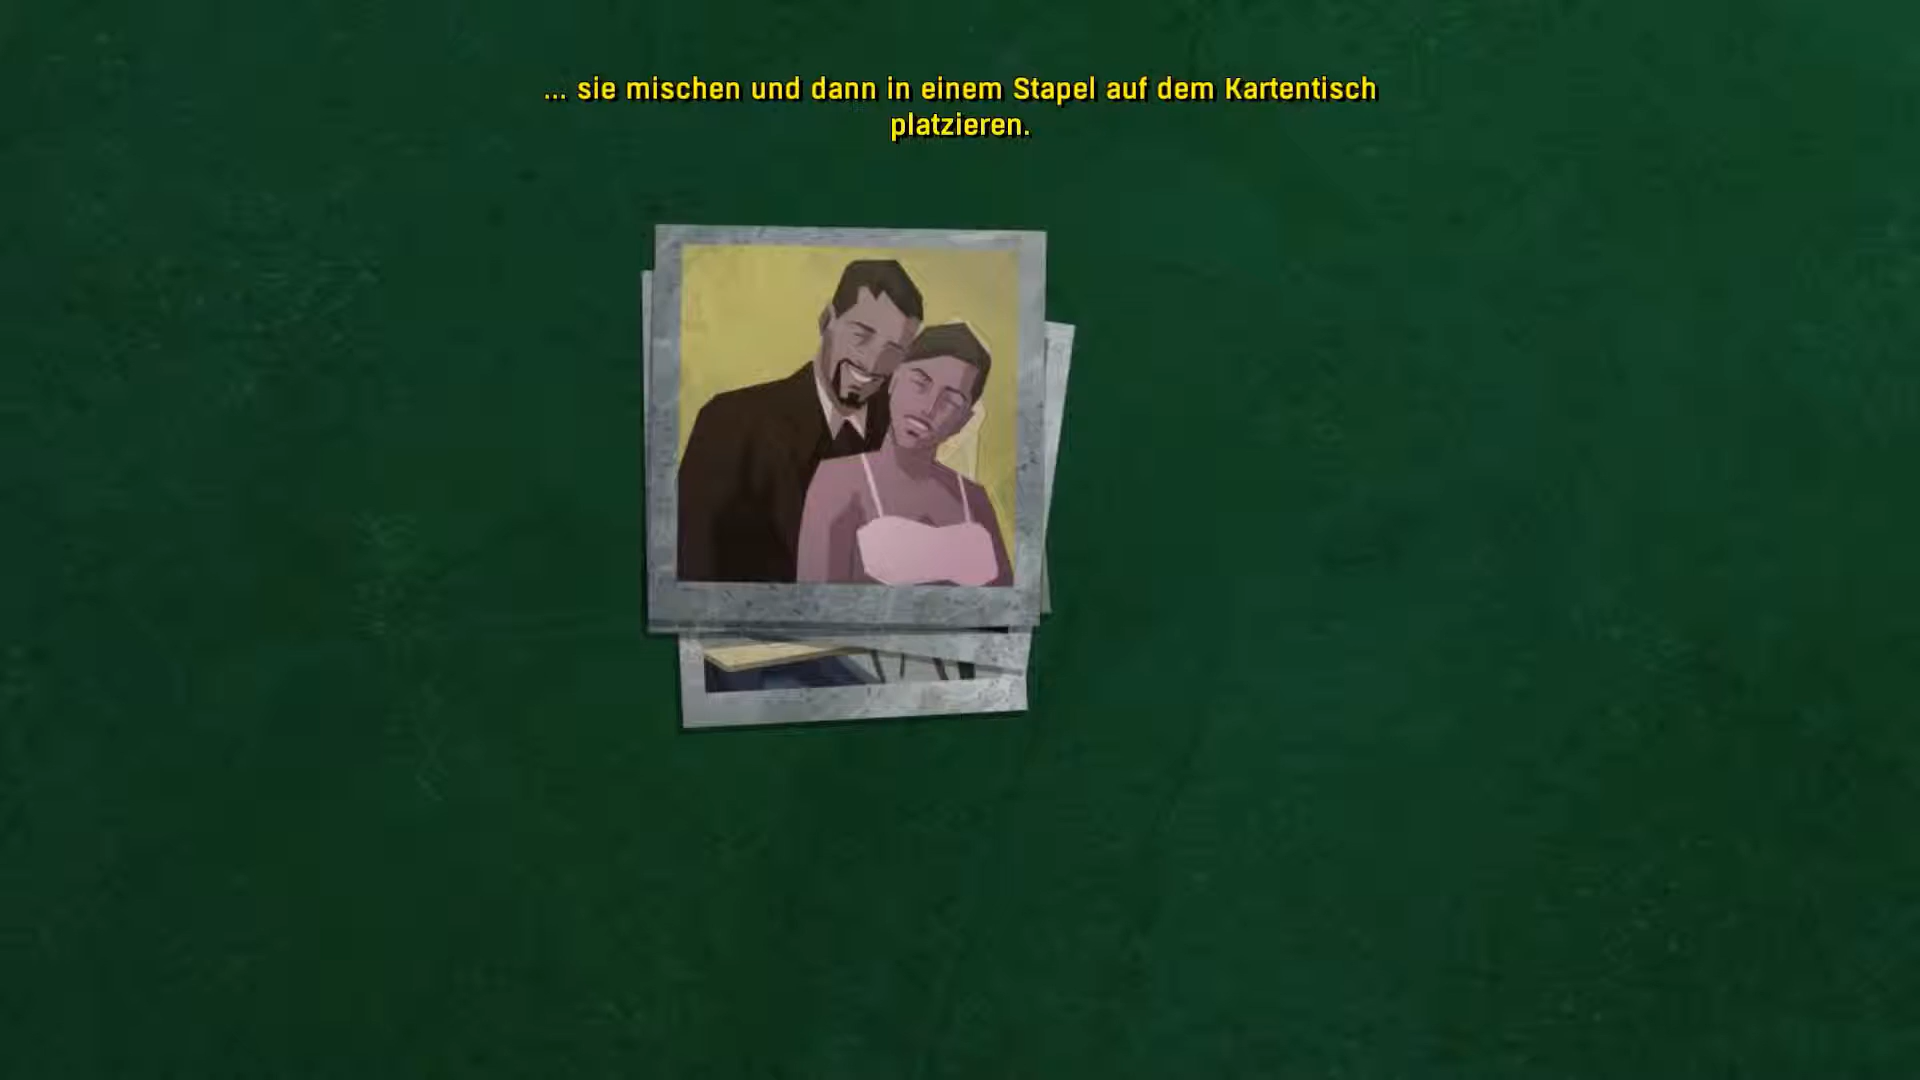 ... sie mischen und dann in einem Stapel auf dem Kartentisch
platzieren.